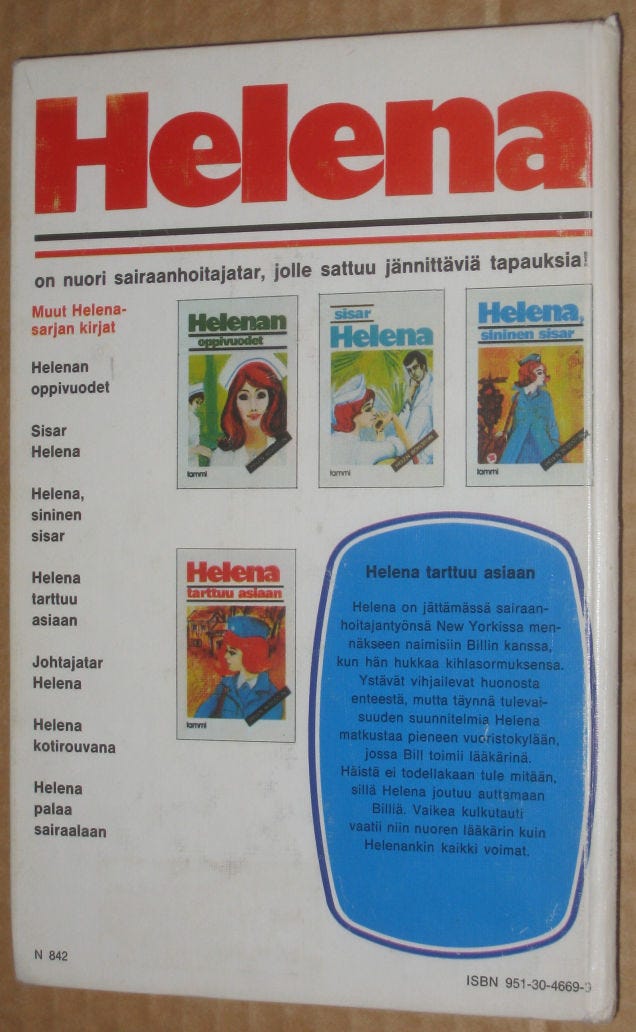 Helena
on nuori sairaanhoitajatar, jolle sattuu jännittäviä tapauksia!
Muut Helena-
sarjan kirjat
Helenan
oppivuodet
Sisar
Helena
Helena,
sininen
sisar
Helena
tarttuu
asiaan
Johtajatar
Helena
Helena
kotirouvana
Helena
palaa
sairaalaan
Helenan
oppivuodet
tammi
sisar
Helena
tammi
Helena,
sininen sisar
tammi
Helena
tarttuu asiaan
tammi
Helena tarttuu asiaan
Helena on jättämässä sairaan-
hoitajantyönsä New Yorkissa men-
näkseen naimisiin Billin kanssa,
kun hän hukkaa kihlasormuksensa.
Ystävät vihjailevat huonosta
enteestä, mutta täynnä tulevai-
suuden suunnitelmia Helena
matkustaa pieneen vuoristokylään,
jossa Bill toimii lääkärinä.
Häistä ei todellakaan tule mitään,
sillä Helena joutuu auttamaan
Billiä. Vaikea kulkutauti
vaatii niin nuoren lääkärin kuin
Helenankin kaikki voimat.
N 842
ISBN 951-30-4669-